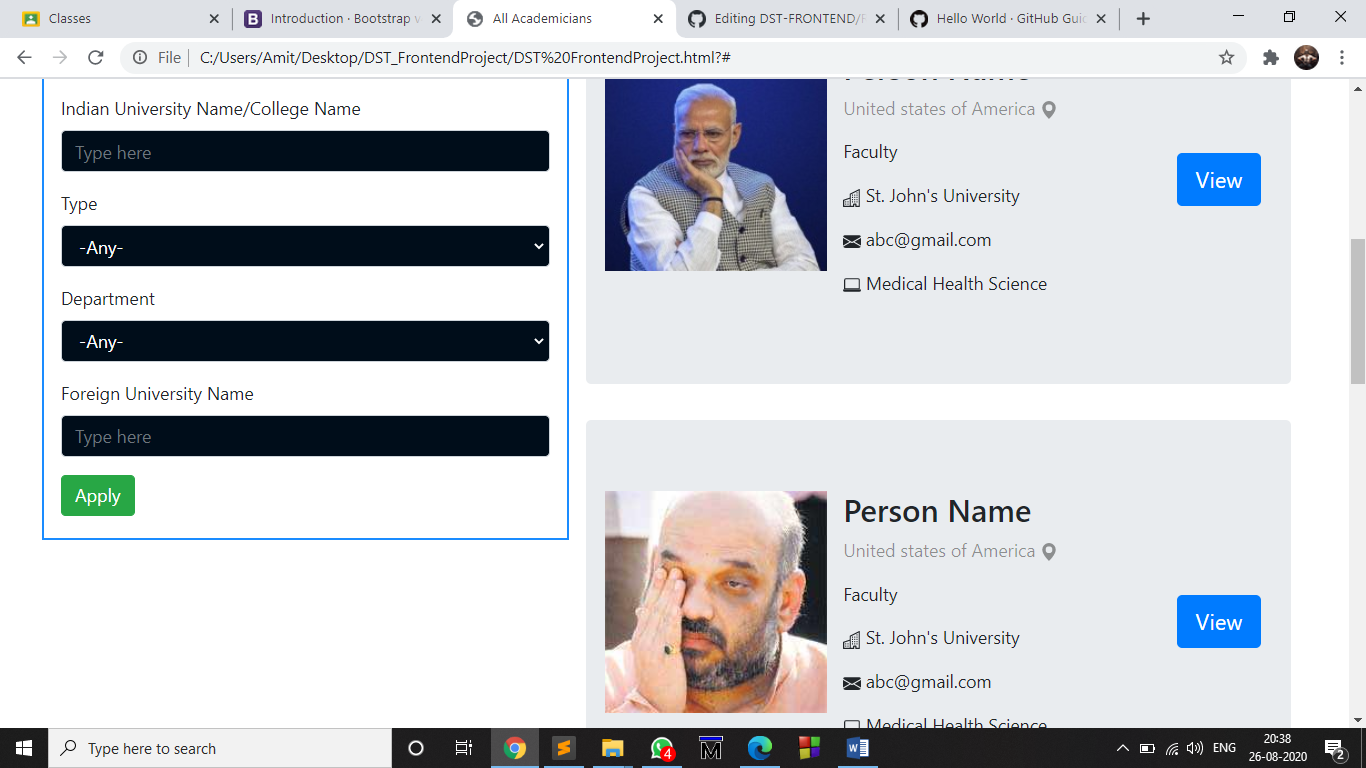 Classes
Introduction · Bootstrap v
All Academicians
Editing DST-FRONTEND/
Hello World · GitHub Gui
File
C:/Users/Amit/Desktop/DST_FrontendProject/DST%20FrontendProject.html?#
Indian University Name/College Name
Type here
Type
-Any-
Department
-Any-
Foreign University Name
Type here
Apply
Person Name
United states of America
Faculty
St. John's University
abc@gmail.com
Medical Health Science
View
Person Name
United states of America
Faculty
St. John's University
abc@gmail.com
Medical Health Science
View
Type here to search
4
M
W
ENG
20:38
26-08-2020
2